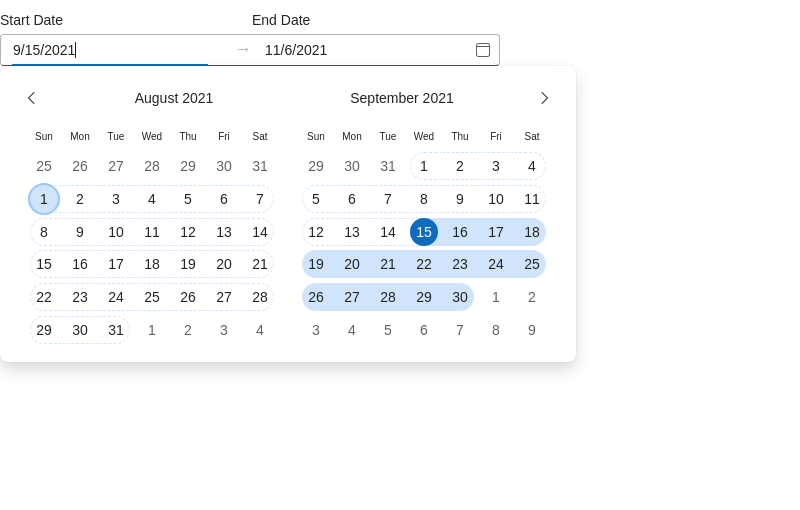 Start Date End Date
9/15/2021 → 11/6/2021
August 2021 September 2021
Sun Mon Tue Wed Thu Fri Sat Sun Mon Tue Wed Thu Fri Sat
25 26 27 28 29 30 31 29 30 31 1 2 3 4
1 2 3 4 5 6 7 5 6 7 8 9 10 11
8 9 10 11 12 13 14 12 13 14 15 16 17 18
15 16 17 18 19 20 21 19 20 21 22 23 24 25
22 23 24 25 26 27 28 26 27 28 29 30 1 2
29 30 31 1 2 3 4 3 4 5 6 7 8 9